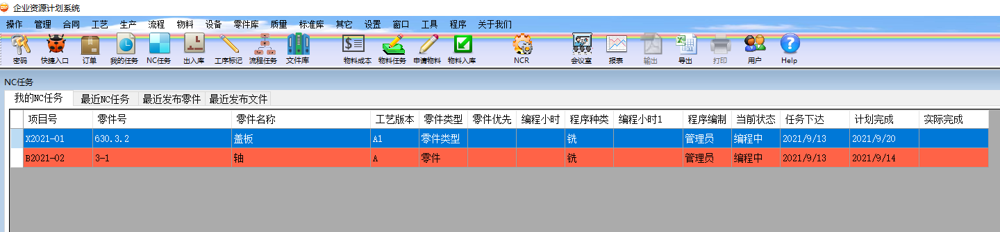 企业资源计划系统
操作 管理 合同 工艺 生产 流程 物料 设备 零件库 质量 标准库 其它 设置 窗口 工具 程序 关于我们
密码 快捷入口 订单 我的任务 NC任务 出入库 工序标记 流程任务 文件库 物料成本 物料任务 申请物料 物料入库 NCR 会议室 报表 输出 导出 打印 用户 Help
NC任务
我的NC任务 最近NC任务 最近发布零件 最近发布文件
项目号 零件号 零件名称 工艺版本 零件类型 零件优先 编程小时 程序种类 编程小时1 程序编制 当前状态 任务下达 计划完成 实际完成
X2021-01 630.3.2 盖板 A1 零件类型 铣 管理员 编程中 2021/9/13 2021/9/20
B2021-02 3-1 轴 A 零件 铣 管理员 编程中 2021/9/13 2021/9/14